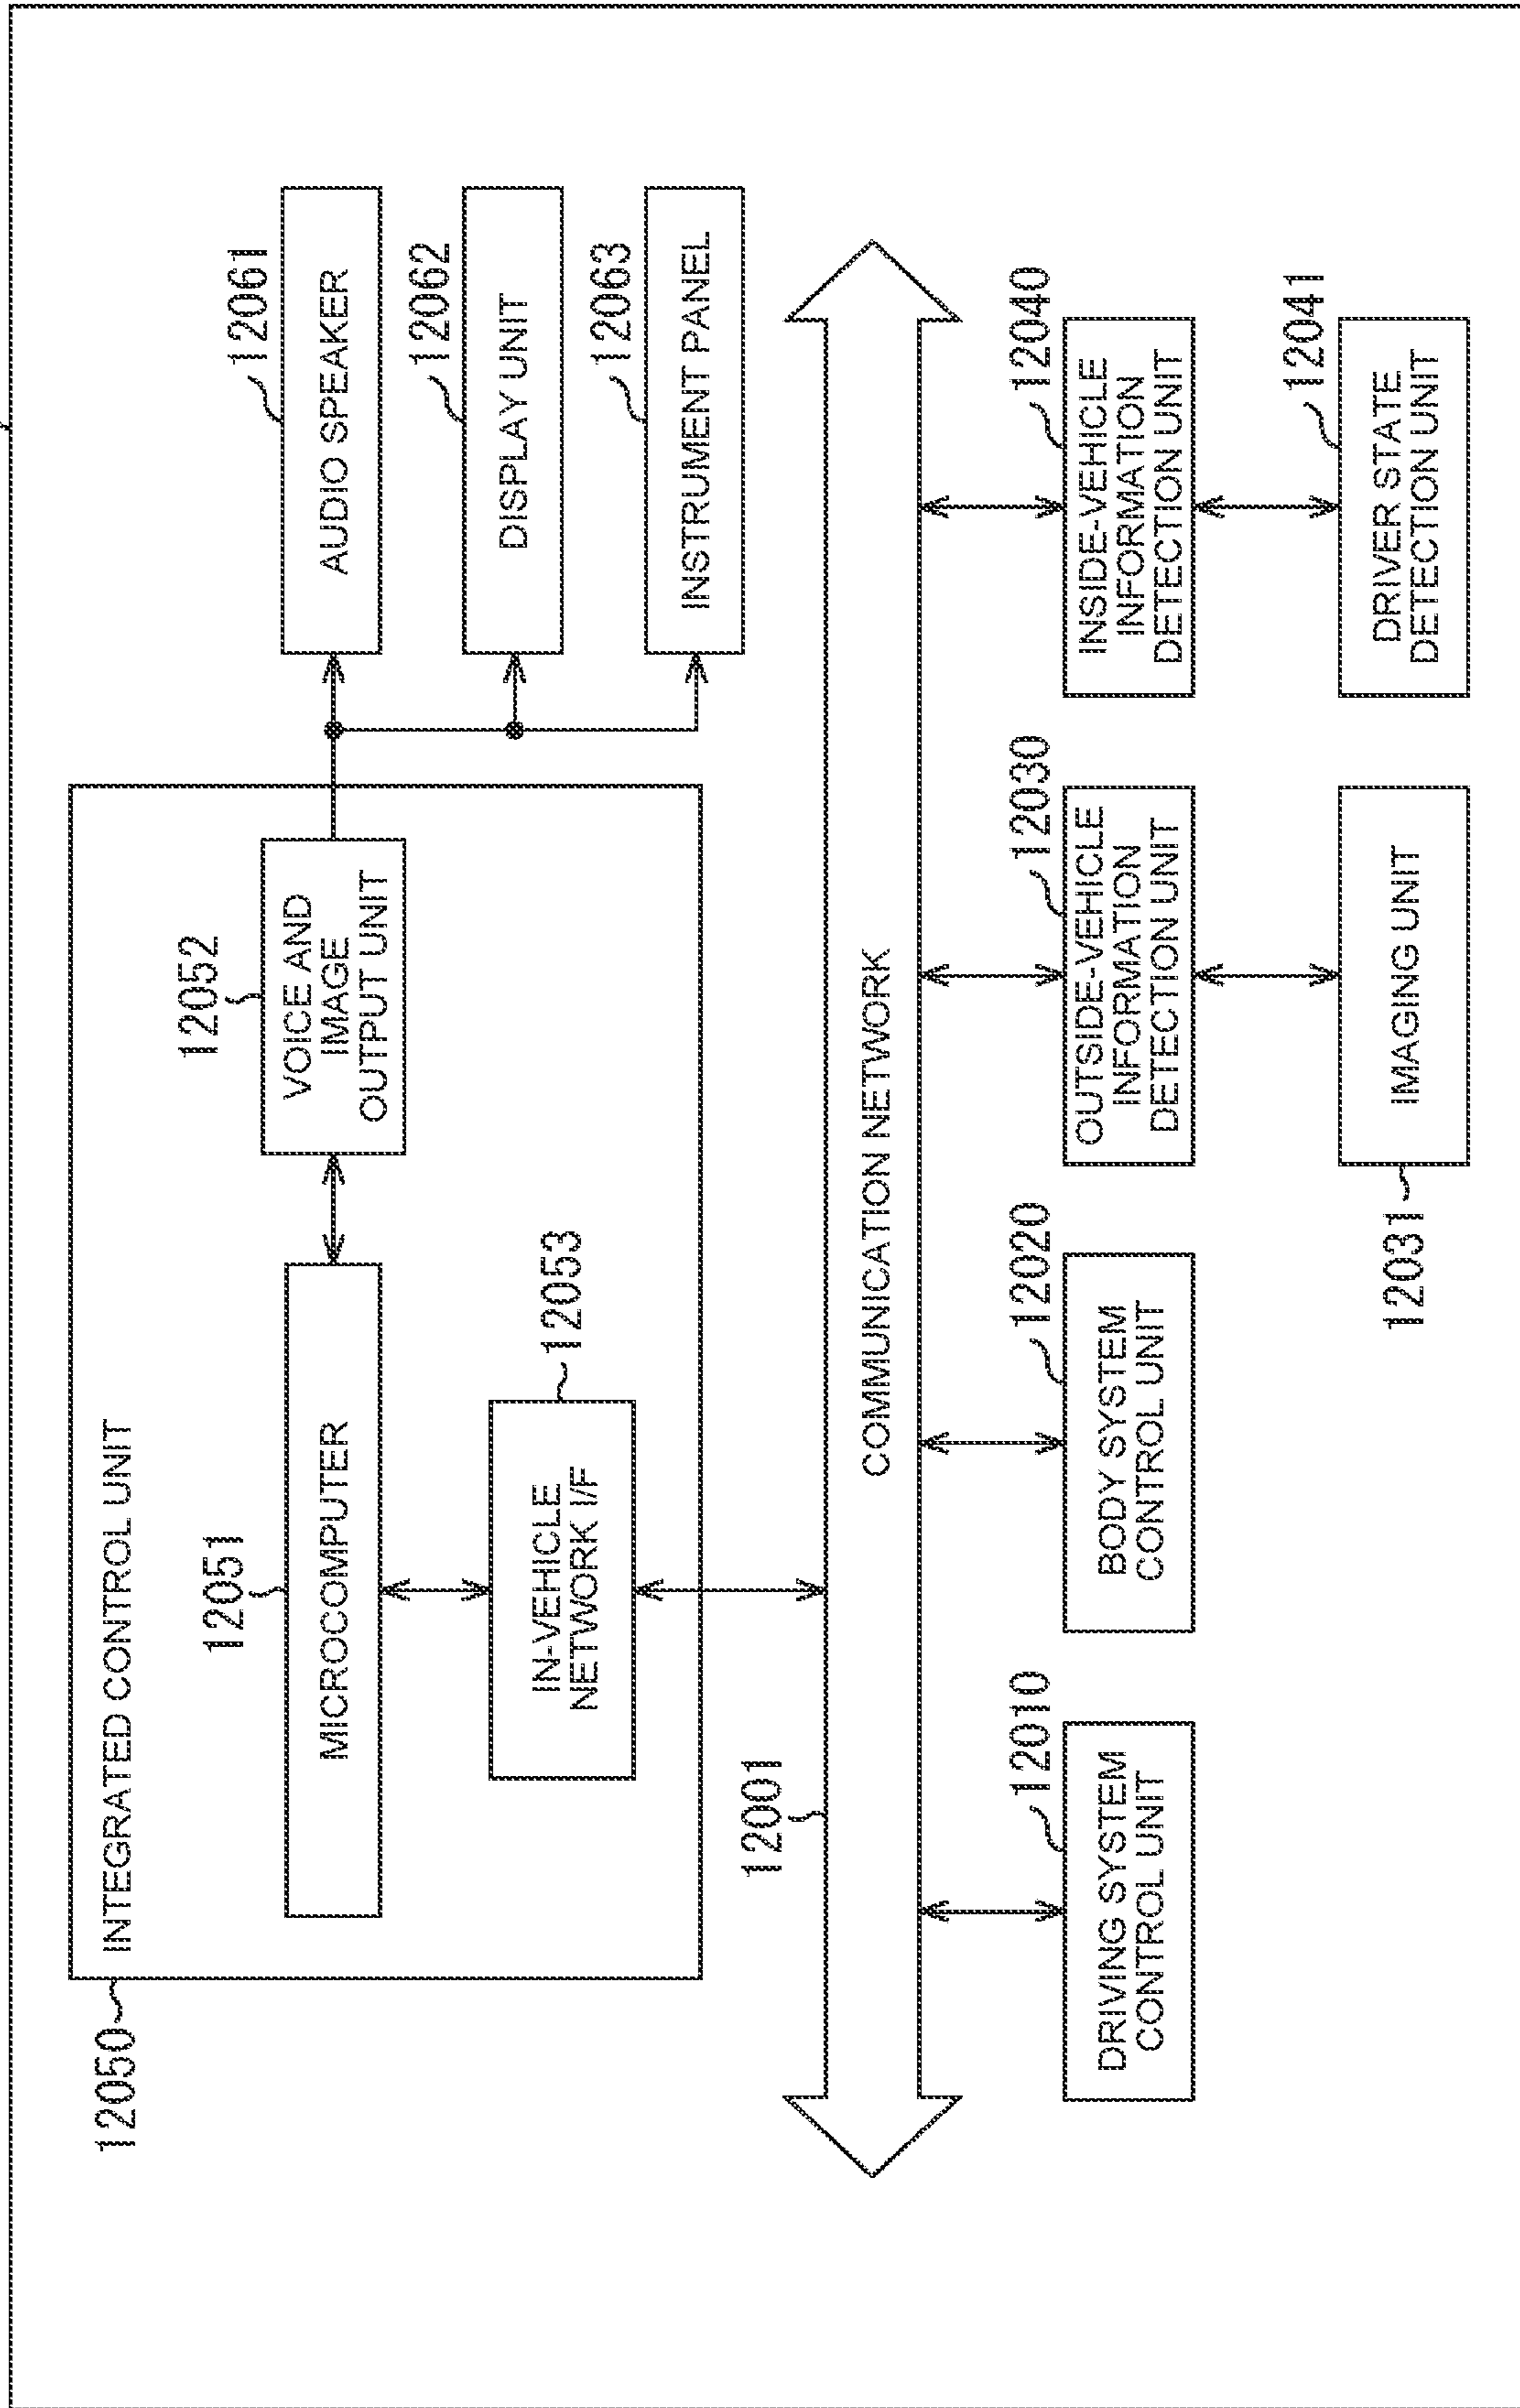 12050
INTEGRATED CONTROL UNIT
12051
MICROCOMPUTER
12052
VOICE AND
IMAGE
OUTPUT UNIT
12053
IN-VEHICLE
NETWORK I/F
12061
AUDIO SPEAKER
12062
DISPLAY UNIT
12063
INSTRUMENT PANEL
12001
COMMUNICATION NETWORK
12010
DRIVING SYSTEM
CONTROL UNIT
12020
BODY SYSTEM
CONTROL UNIT
12030
OUTSIDE-VEHICLE
INFORMATION
DETECTION UNIT
12040
INSIDE-VEHICLE
INFORMATION
DETECTION UNIT
12031
IMAGING UNIT
12041
DRIVER STATE
DETECTION UNIT